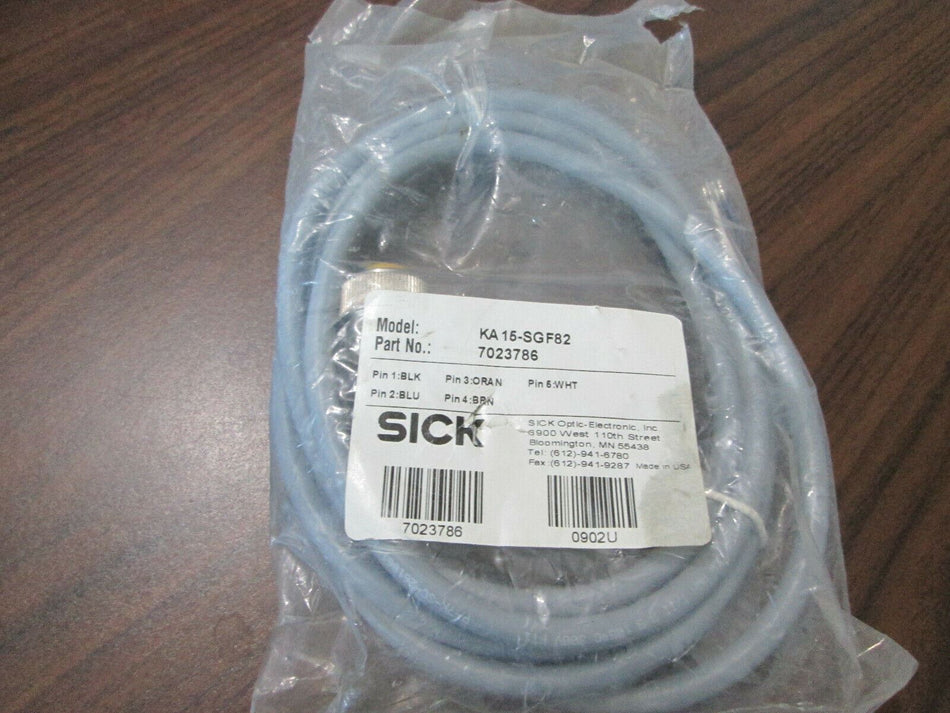 Model: KA15-SGF82
Part No.: 7023786
Pin 1:BLK Pin 3:ORAN Pin 5:WHT
Pin 2:BLU Pin 4:BRN
SICK
SICK Optic-Electronic, Inc
6900 West 110th Street
Bloomington, MN 55438
Tel: (612)-941-6780
Fax:(612)-941-9287 Made in USA
7023786
0902U